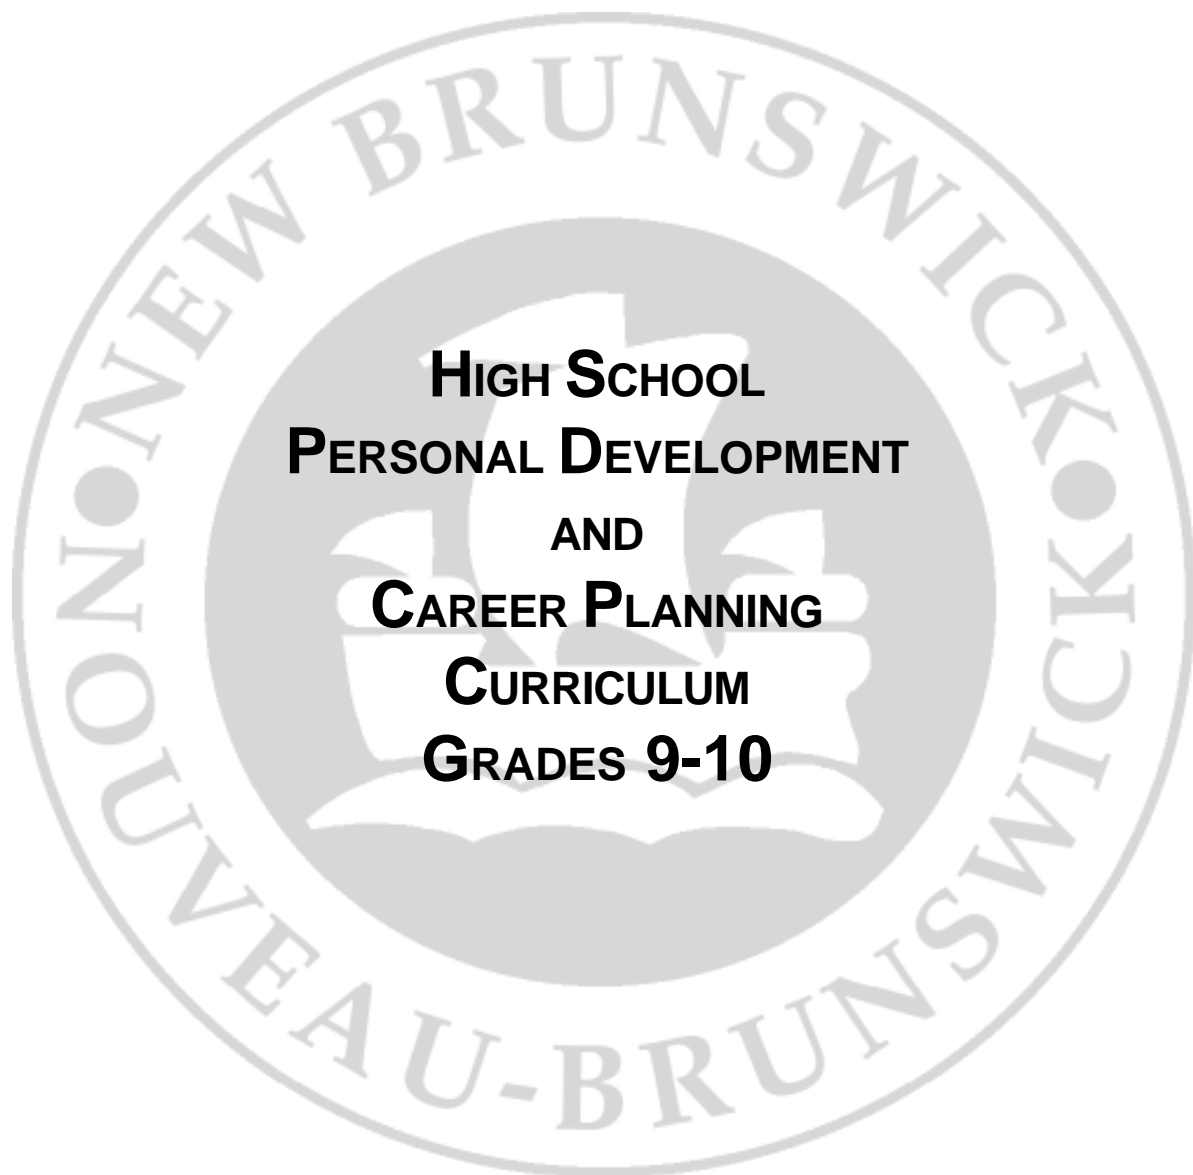 NEW BRUNSWICK
HIGH SCHOOL
PERSONAL DEVELOPMENT
AND
CAREER PLANNING
CURRICULUM
GRADES 9-10
NOUVEAU-BRUNSWICK